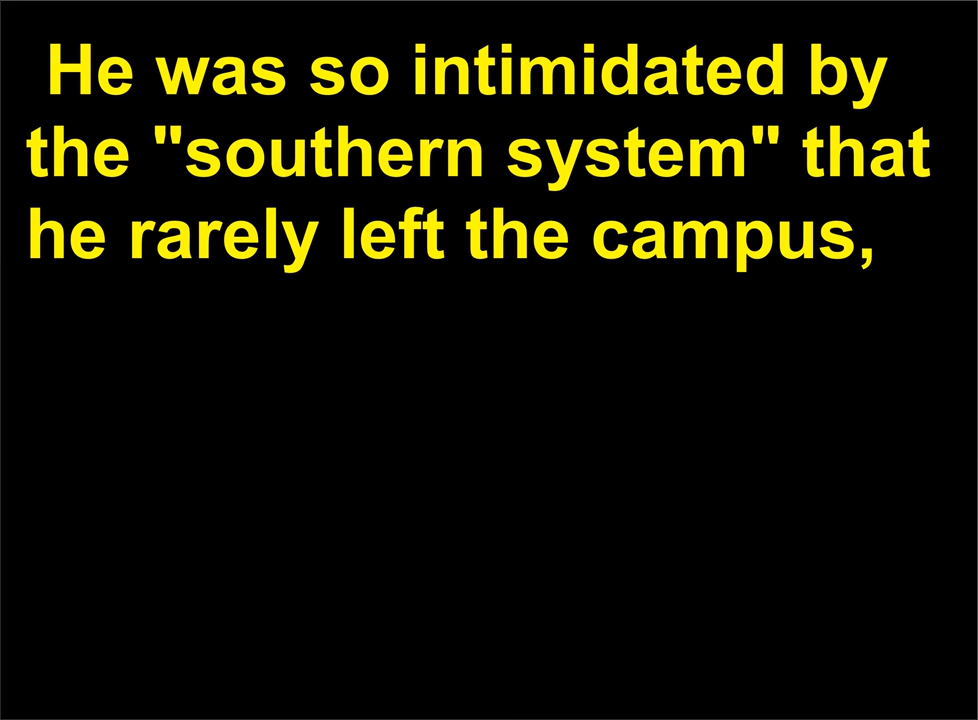 He was so intimidated by
the "southern system" that
he rarely left the campus,